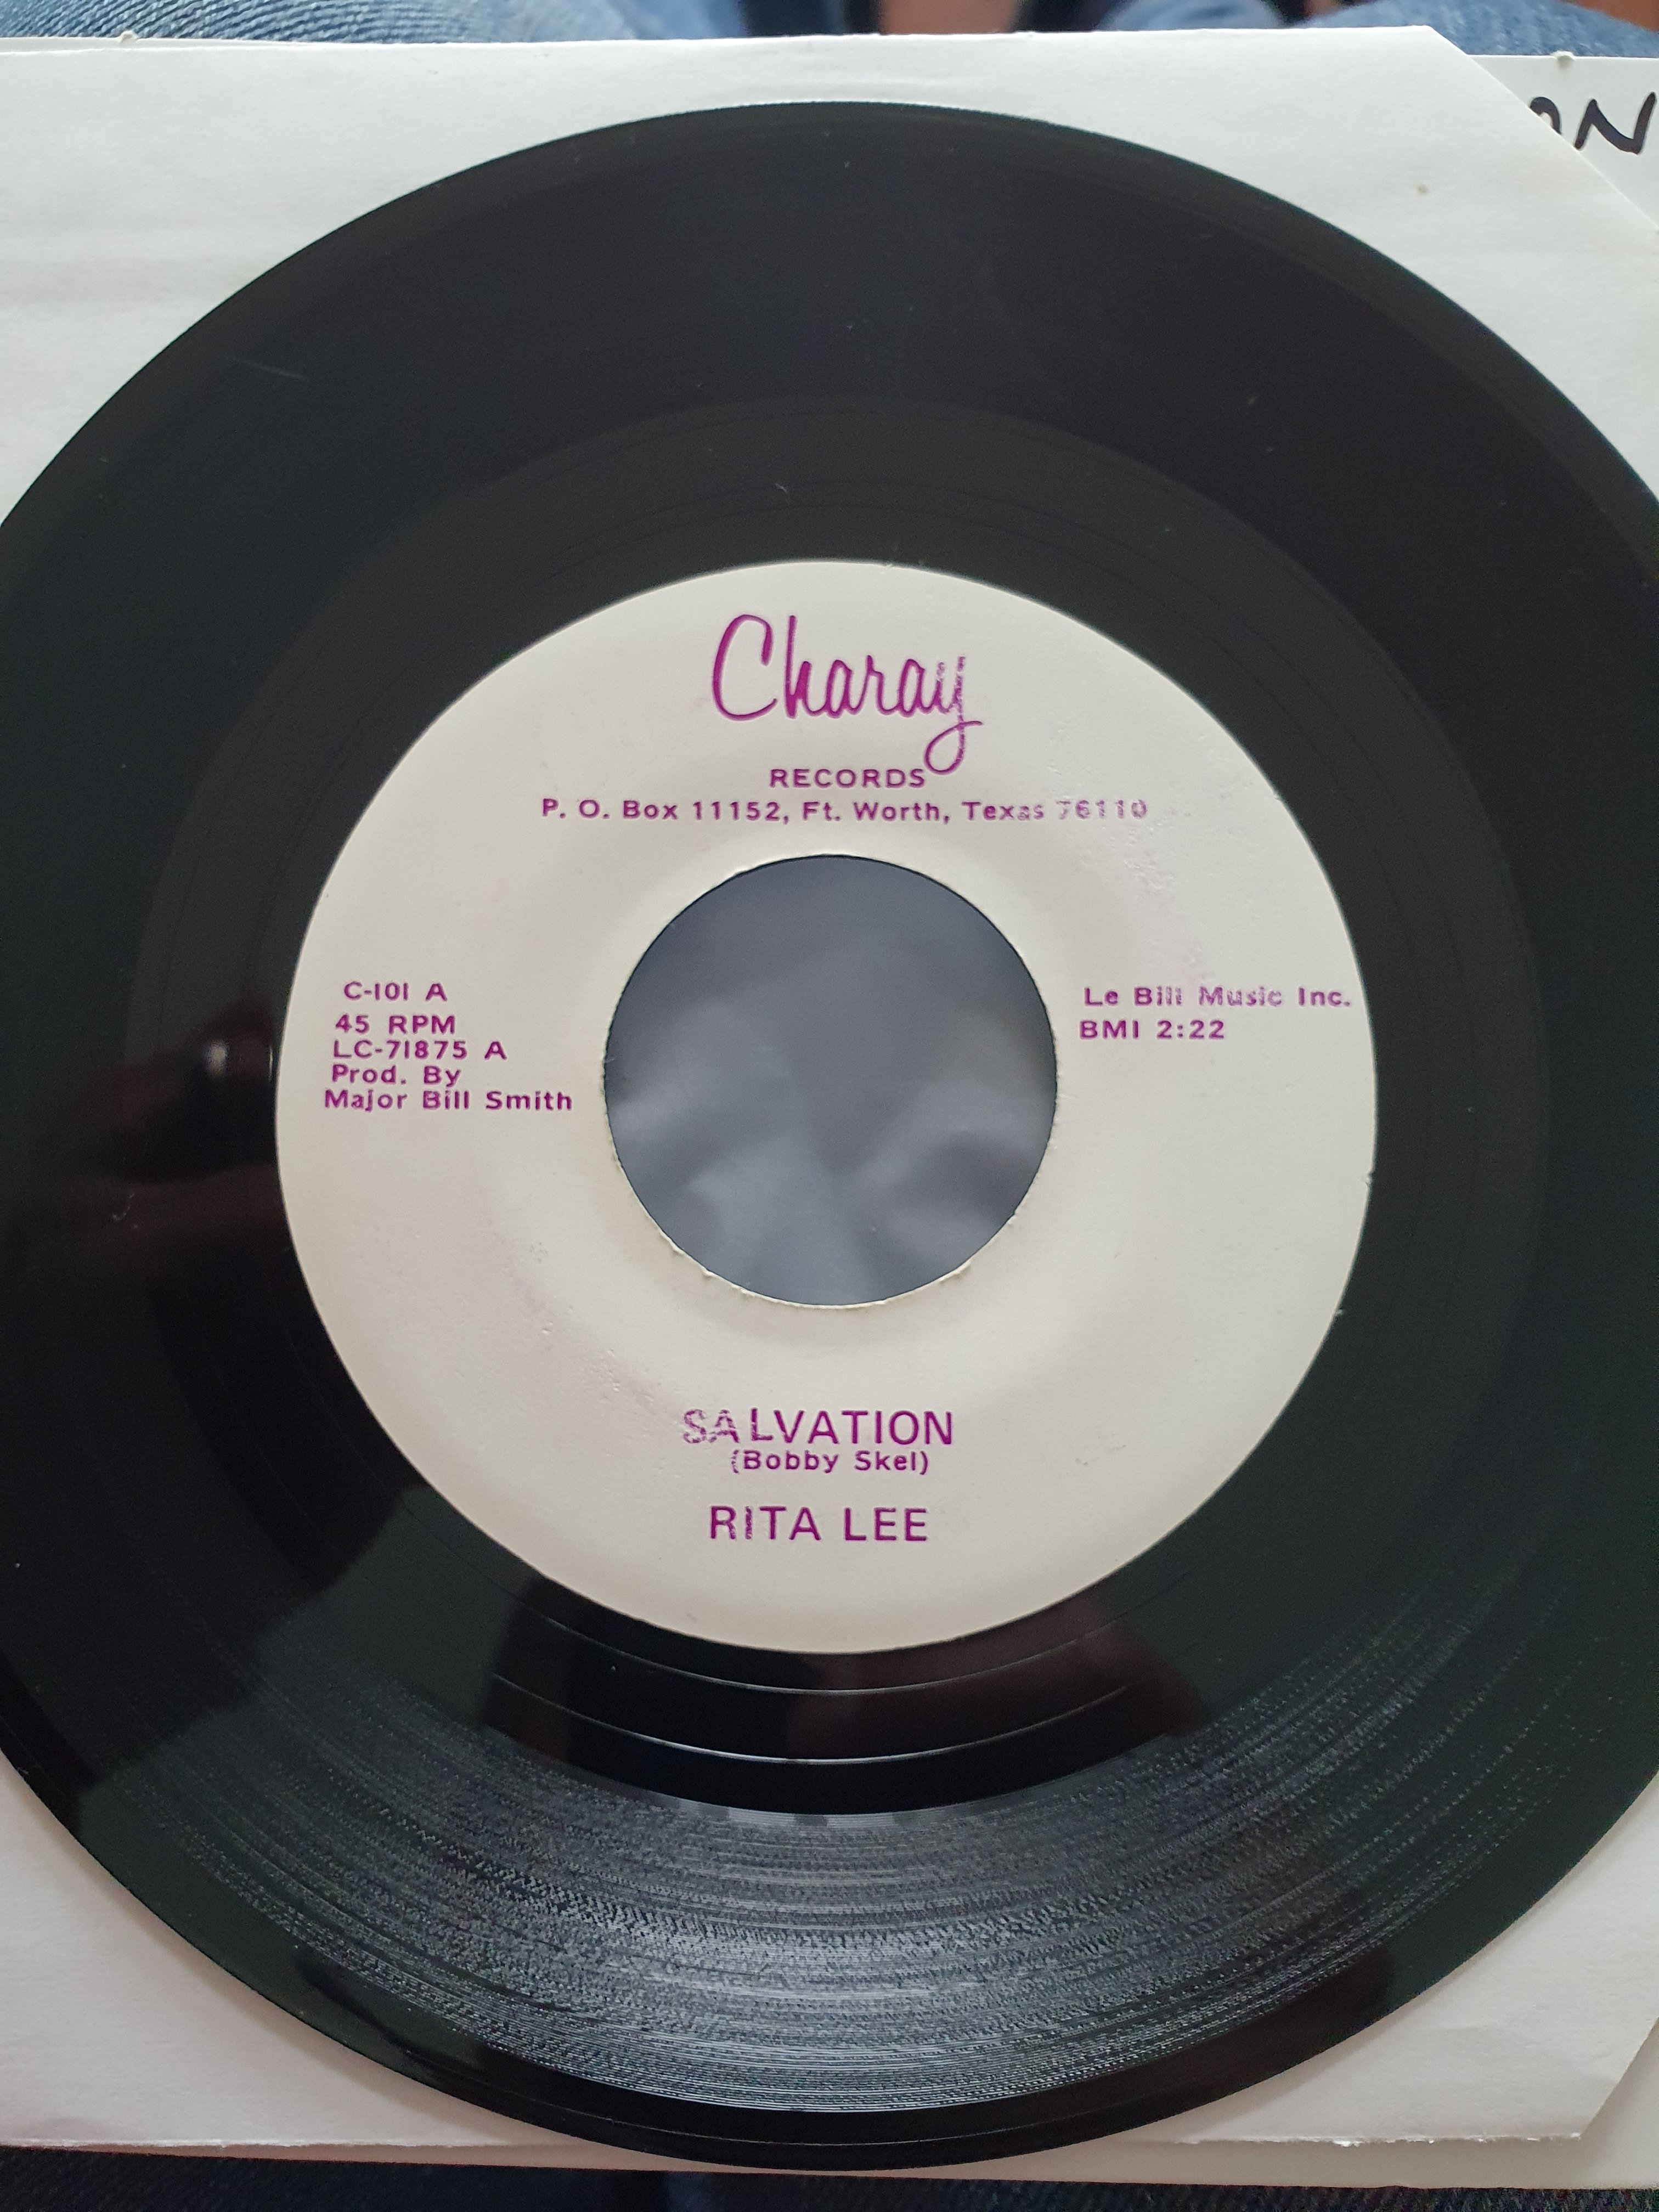 Charay
RECORDS
P. O. Box 11152, Ft. Worth, Texas 76110
C-101 A
45 RPM
LC-71875 A
Prod. By
Major Bill Smith
Le Bill Music Inc.
BMI 2:22
SALVATION
(Bobby Skel)
RITA LEE